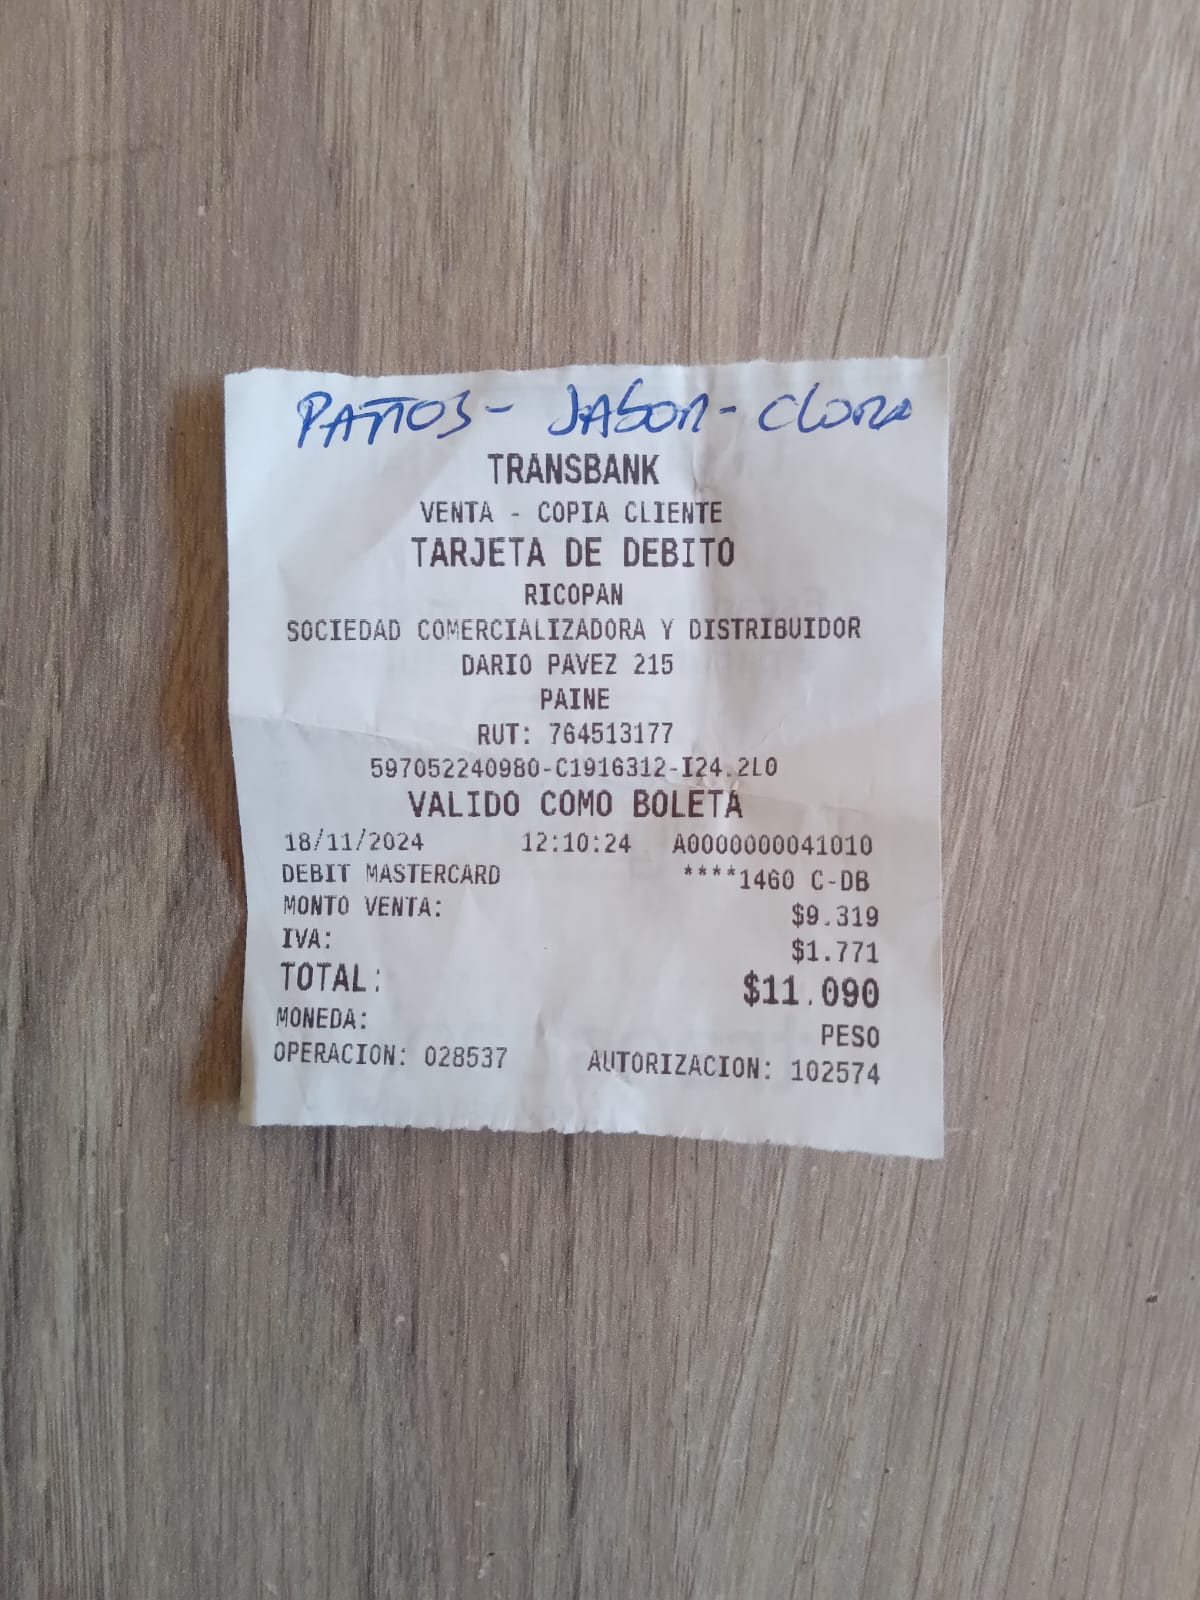 PAÑOS - JABON - CLORO
TRANSBANK
VENTA - COPIA CLIENTE
TARJETA DE DEBITO
RICOPAN
SOCIEDAD COMERCIALIZADORA Y DISTRIBUIDOR
DARIO PAVEZ 215
PAINE
RUT: 764513177
597052240980-C1916312-I24.2L0
VALIDO COMO BOLETA
18/11/2024 12:10:24 A0000000041010
DEBIT MASTERCARD ****1460 C-DB
MONTO VENTA: $9.319
IVA: $1.771
TOTAL: $11.090
MONEDA: PESO
OPERACION: 028537 AUTORIZACION: 102574